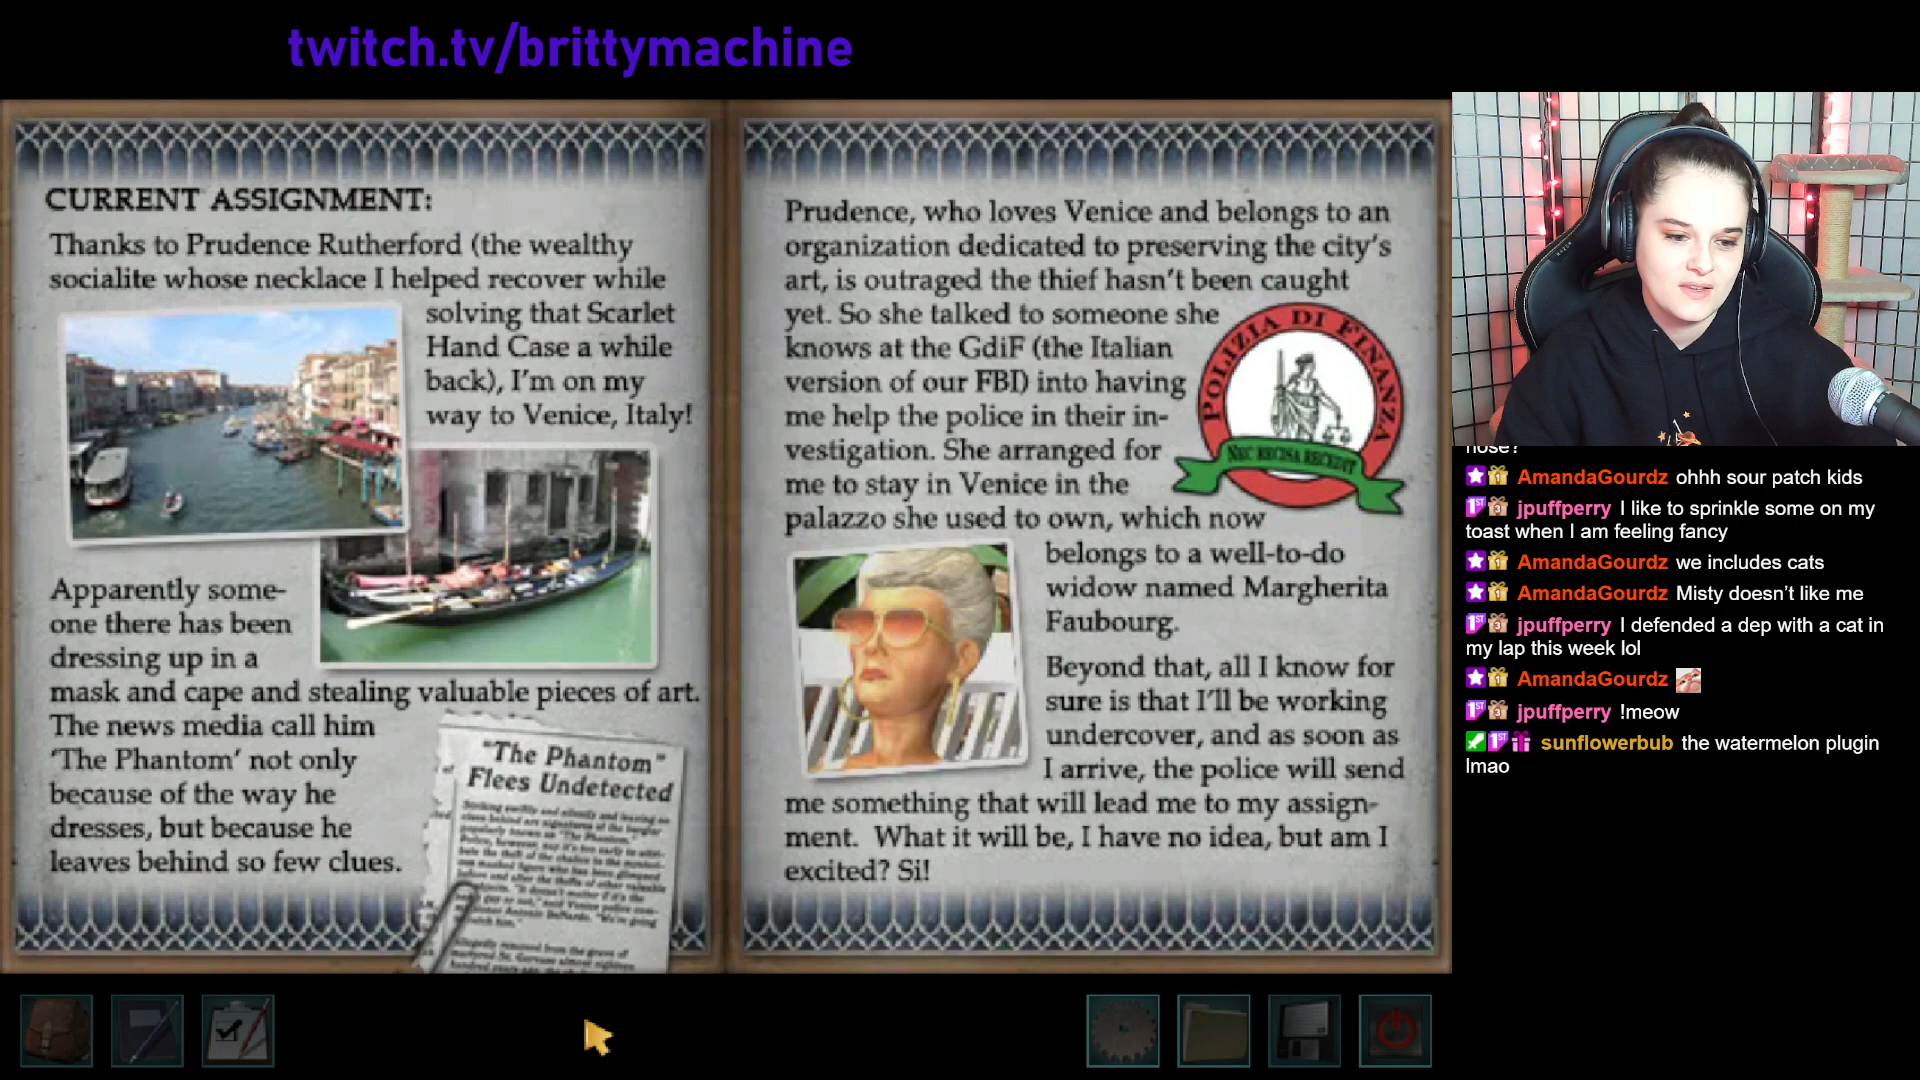 twitch.tv/brittymachine
CURRENT ASSIGNMENT:
Thanks to Prudence Rutherford (the wealthy
socialite whose necklace I helped recover while
solving that Scarlet
Hand Case a while
back), I'm on my
way to Venice, Italy!
Apparently some-
one there has been
dressing up in a
mask and cape and stealing valuable pieces of art.
The news media call him
'The Phantom' not only
because of the way he
dresses, but because he
leaves behind so few clues.
"The Phantom"
Flees Undetected
Prudence, who loves Venice and belongs to an
organization dedicated to preserving the city's
art, is outraged the thief hasn't been caught
yet. So she talked to someone she
knows at the GdiF (the Italian
version of our FBI) into having
me help the police in their in-
vestigation. She arranged for
me to stay in Venice in the
palazzo she used to own, which now
belongs to a well-to-do
widow named Margherita
Faubourg.
Beyond that, all I know for
sure is that I'll be working
undercover, and as soon as
I arrive, the police will send
me something that will lead me to my assign-
ment. What it will be, I have no idea, but am I
excited? Si!
POLIZIA DI FINANZA
NEC RECISA RECEDIT
nose?
AmandaGourdz ohhh sour patch kids
jpuffperry I like to sprinkle some on my
toast when I am feeling fancy
AmandaGourdz we includes cats
AmandaGourdz Misty doesn't like me
jpuffperry I defended a dep with a cat in
my lap this week lol
AmandaGourdz
jpuffperry !meow
sunflowerbub the watermelon plugin
lmao